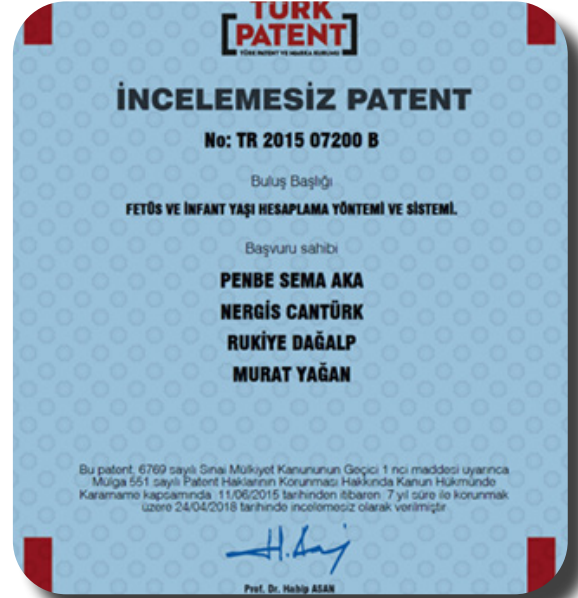 TÜRK
PATENT
TÜRK PATENT VE MARKA KURUMU
İNCELEMESİZ PATENT
No: TR 2015 07200 B
Buluş Başlığı
FETÜS VE İNFANT YAŞI HESAPLAMA YÖNTEMİ VE SİSTEMİ.
Başvuru sahibi
PENBE SEMA AKA
NERGİS CANTÜRK
RUKİYE DAĞALP
MURAT YAĞAN
Bu patent, 6769 sayılı Sınai Mülkiyet Kanununun Geçici 1 nci maddesi uyarınca
Mülga 551 sayılı Patent Haklarının Korunması Hakkında Kanun Hükmünde
Kararname kapsamında 11/06/2015 tarihinden itibaren 7 yıl süre ile korunmak
üzere 24/04/2018 tarihinde incelemesiz olarak verilmiştir
Prof. Dr. Habip ASAN